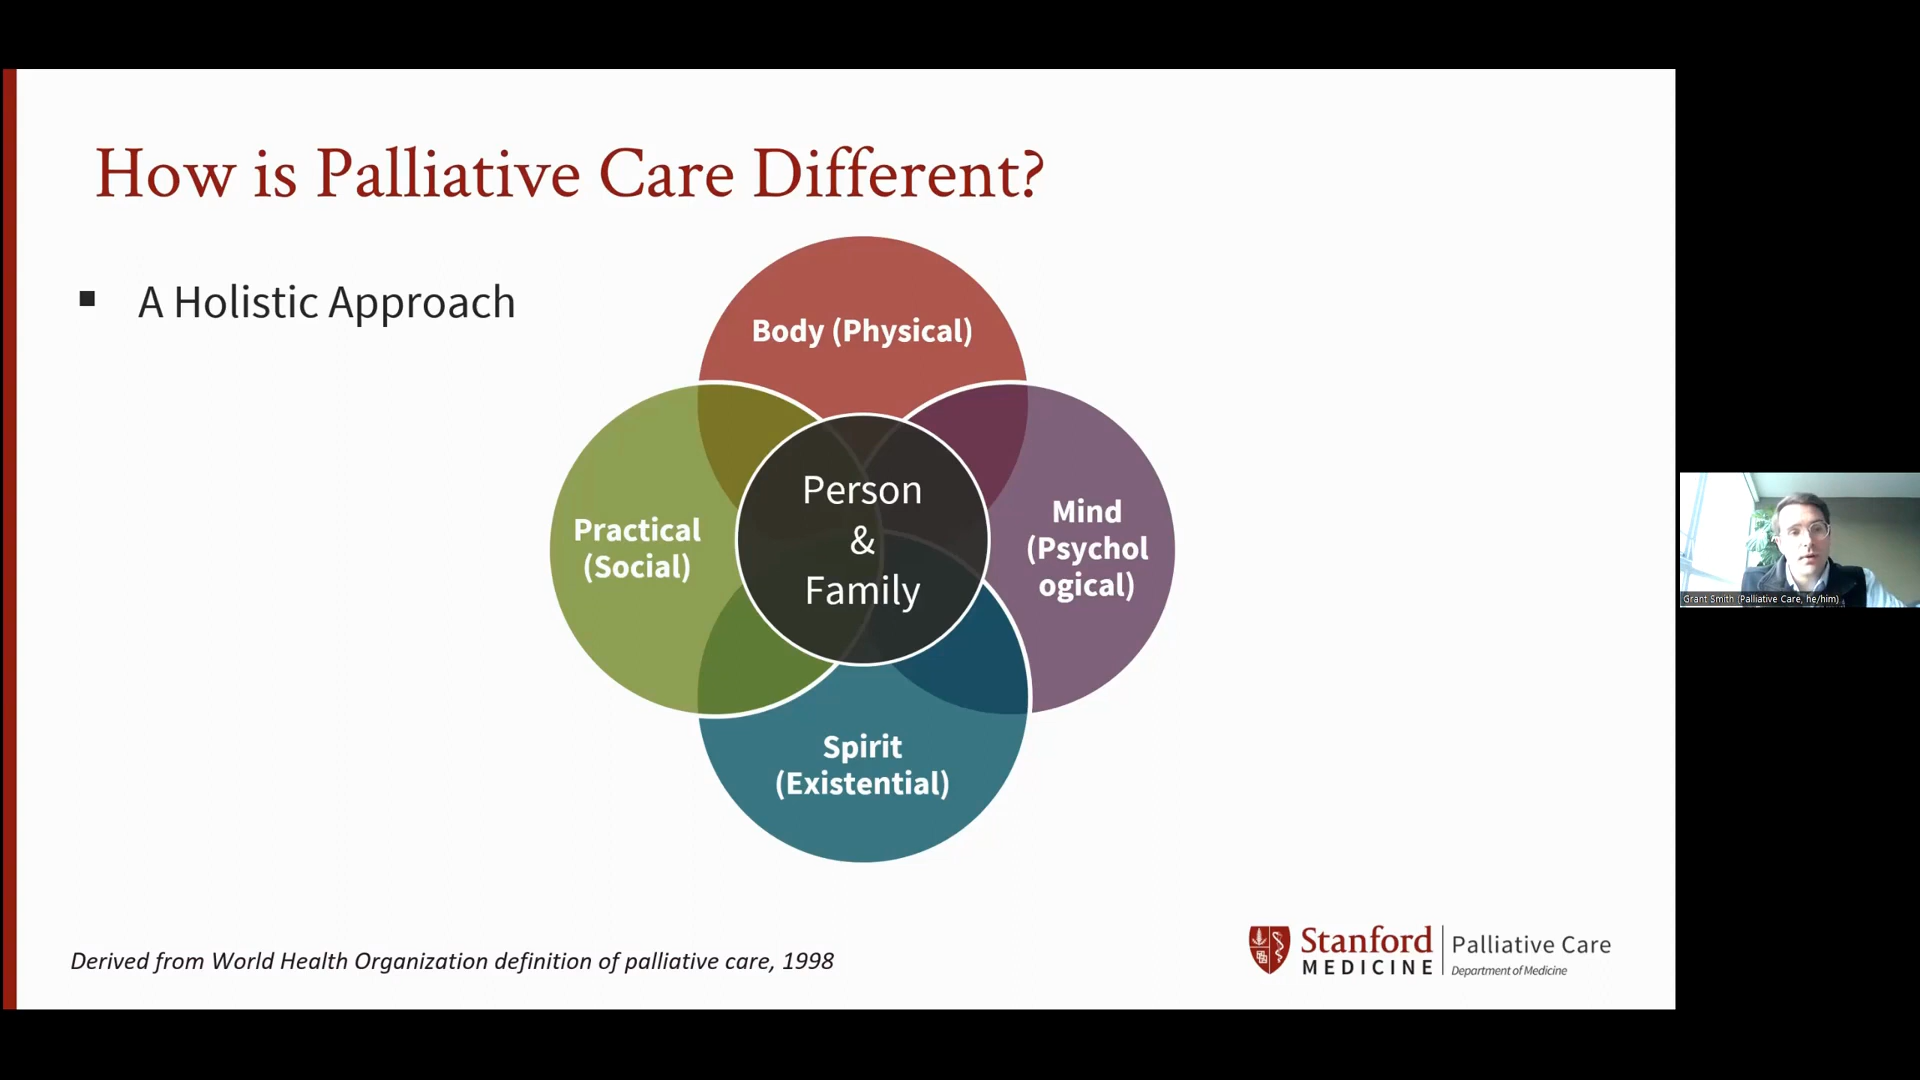 How is Palliative Care Different?
▪ A Holistic Approach
Body (Physical)
Practical
(Social)
Person
&
Family
Mind
(Psychol
ogical)
Spirit
(Existential)
Derived from World Health Organization definition of palliative care, 1998
Stanford
MEDICINE
Palliative Care
Department of Medicine
Grant Smith (Palliative Care, he/him)